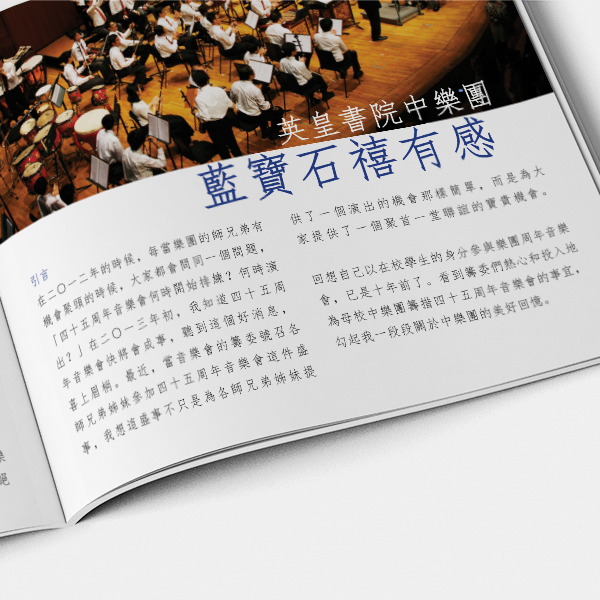 英皇書院中樂團
藍寶石禧有感
引言
在二〇一二年的時候，每當樂團的師兄弟有
機會聚頭的時候，大家都會問同一個問題，
「四十五周年音樂會何時開始排練？何時演
出？」在二〇一三年初，我知道四十五周
年音樂會快將會成事，聽到這個好消息，
喜上眉梢。最近，當音樂會的籌委號召各
師兄弟姊妹參加四十五周年音樂會這件盛
事，我想這盛事不只是為各師兄弟姊妹提
供了一個演出的機會那樣簡單，而是為大
家提供了一個聚首一堂聯誼的寶貴機會。
回想自己以在校學生的身分參與樂團周年音樂
會，已是十年前了。看到籌委們熱心和投入地
為母校中樂團籌措四十五周年音樂會的事宜，
勾起我一段段關於中樂團的美好回憶。